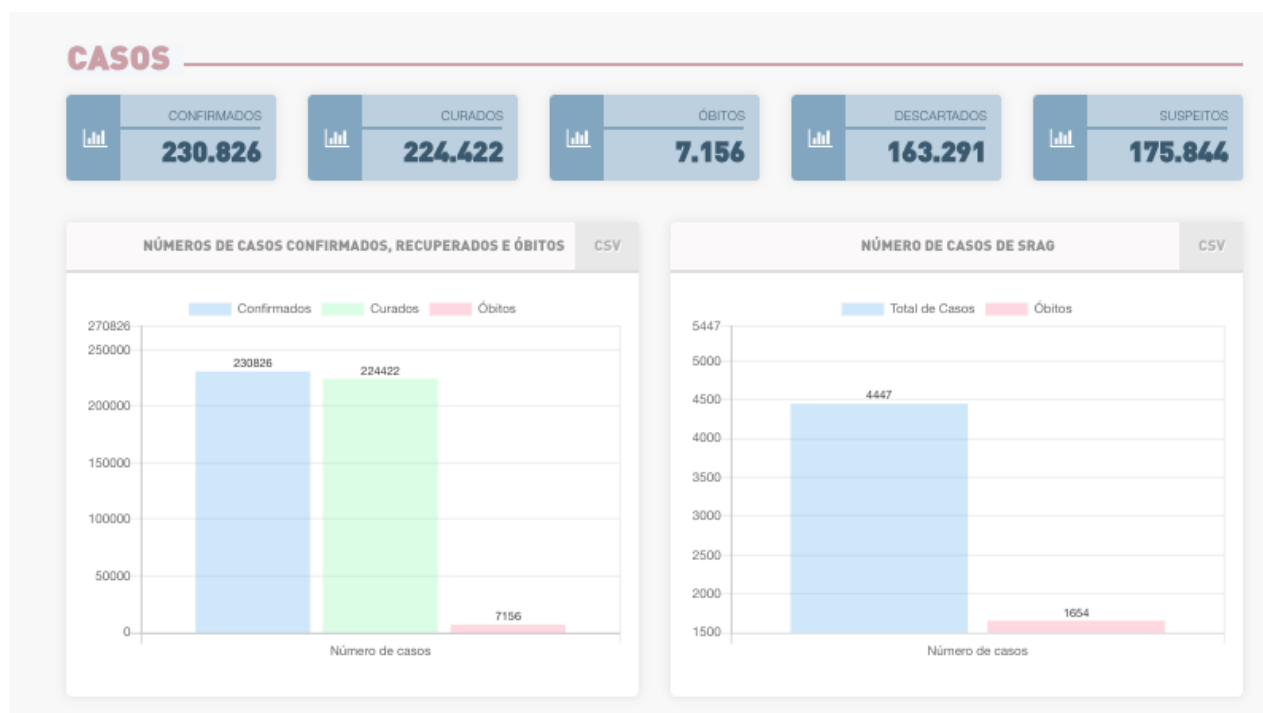 CASOS
CONFIRMADOS
230.826
CURADOS
224.422
ÓBITOS
7.156
DESCARTADOS
163.291
SUSPEITOS
175.844
NÚMEROS DE CASOS CONFIRMADOS, RECUPERADOS E ÓBITOS CSV
Confirmados Curados Óbitos
270826
250000
230826 224422
200000
150000
100000
50000
7156
0
Número de casos
NÚMERO DE CASOS DE SRAG CSV
Total de Casos Óbitos
5447
5000
4500
4447
4000
3500
3000
2500
2000
1654
1500
Número de casos